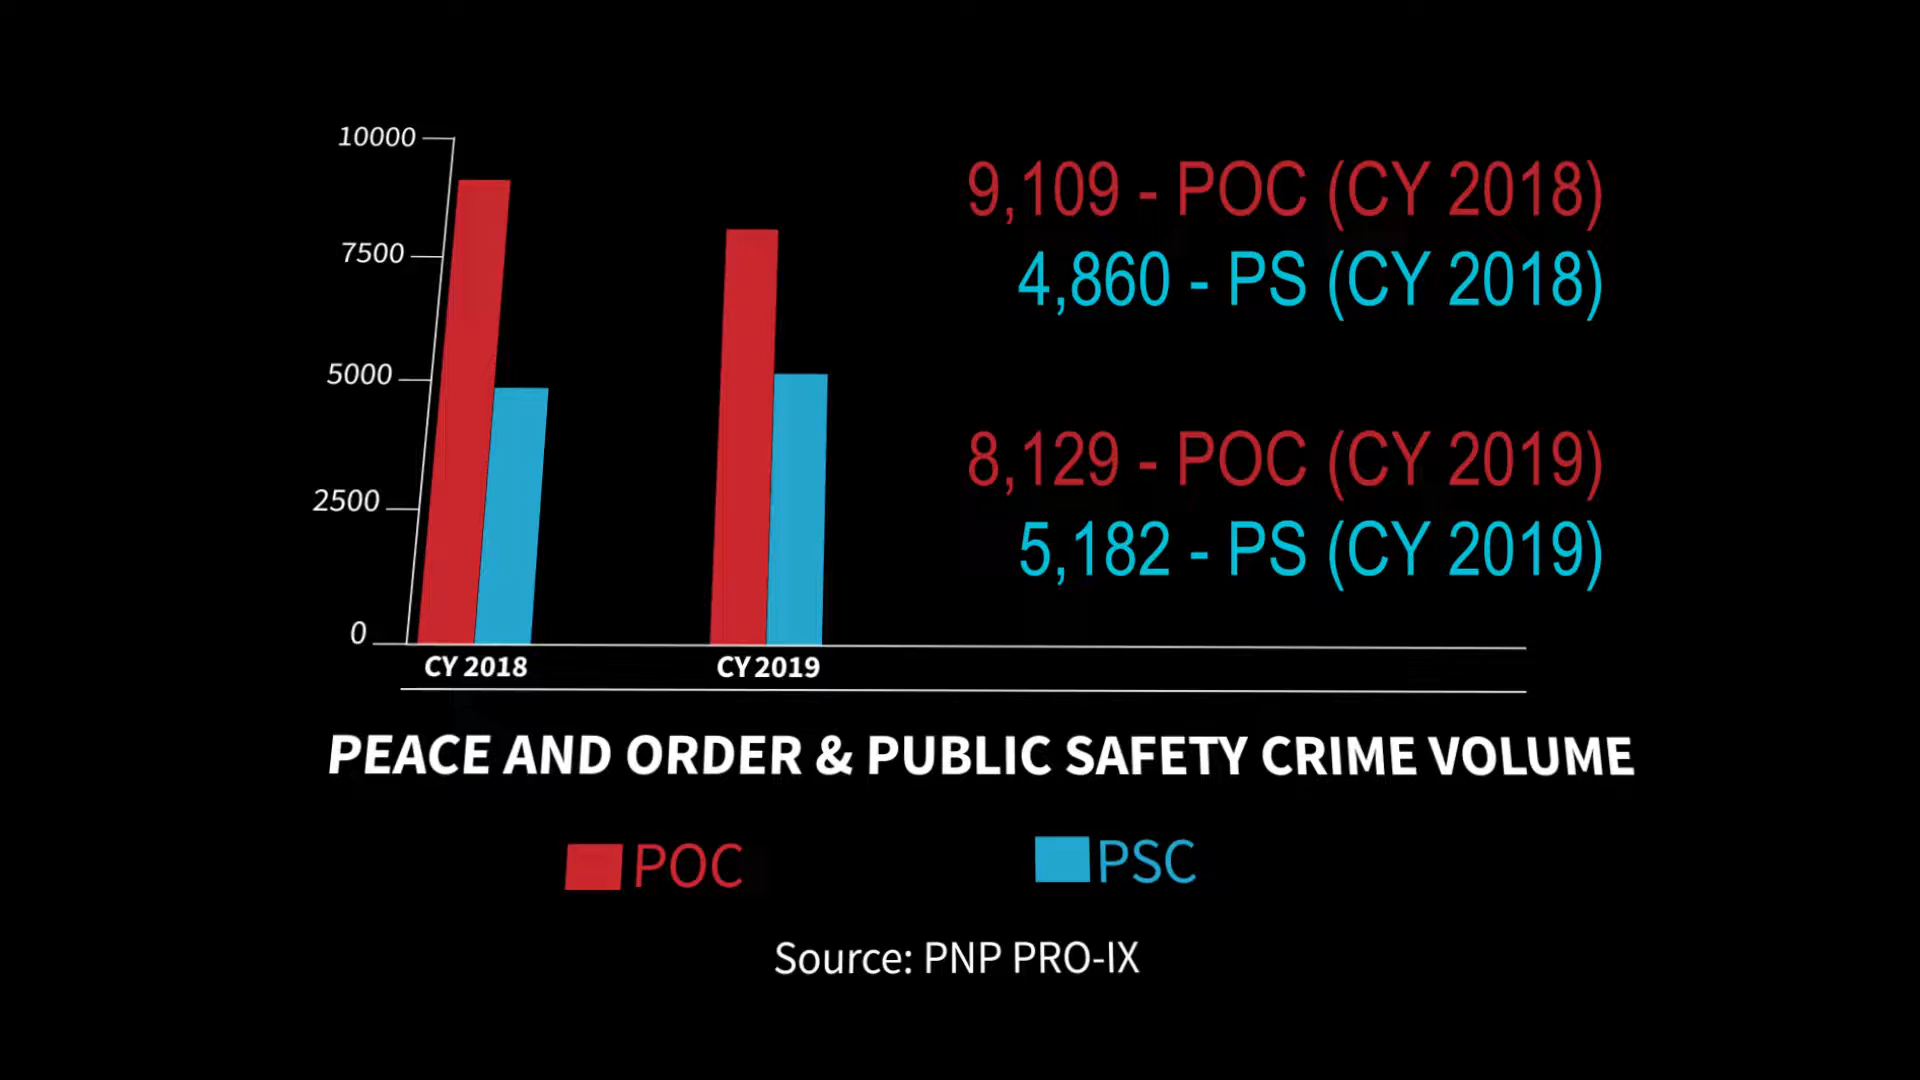 10000
7500
5000
2500
0
CY 2018
CY 2019
9,109 - POC (CY 2018)
4,860 - PS (CY 2018)
8,129 - POC (CY 2019)
5,182 - PS (CY 2019)
PEACE AND ORDER & PUBLIC SAFETY CRIME VOLUME
POC
PSC
Source: PNP PRO-IX